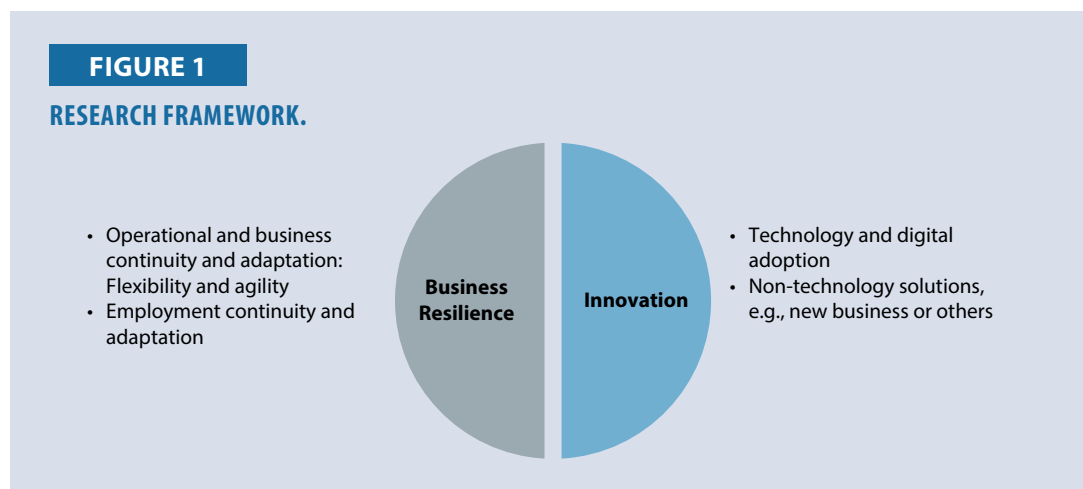 FIGURE 1
RESEARCH FRAMEWORK.
• Operational and business
continuity and adaptation:
Flexibility and agility
• Employment continuity and
adaptation
Business
Resilience
Innovation
• Technology and digital
adoption
• Non-technology solutions,
e.g., new business or others